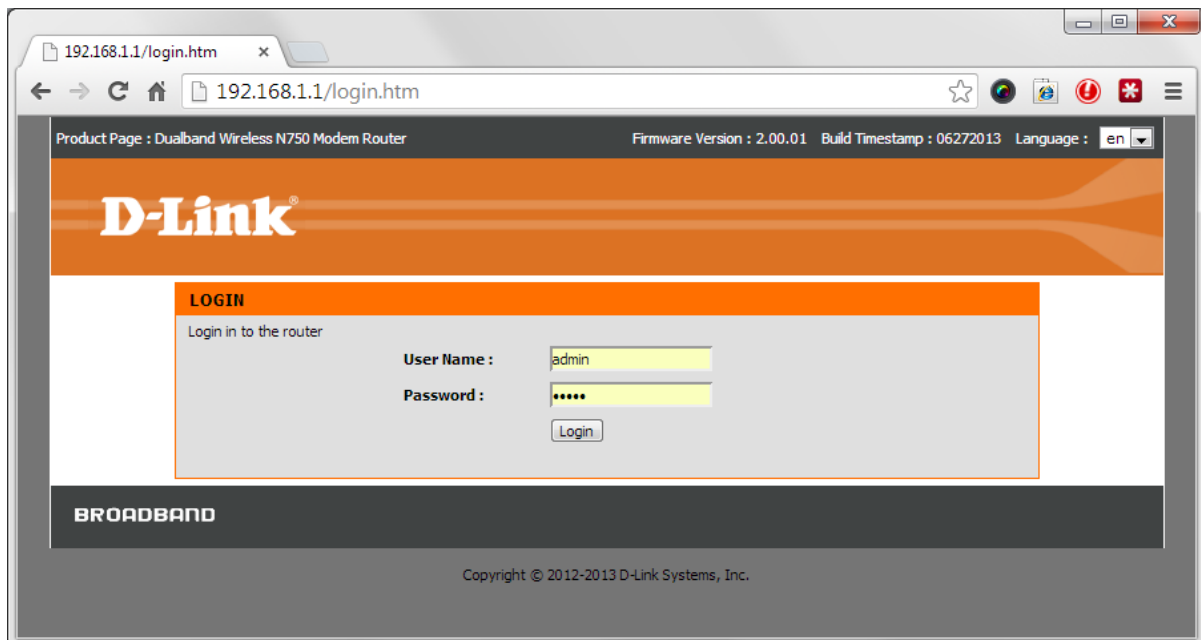 192.168.1.1/login.htm
192.168.1.1/login.htm
Product Page : Dualband Wireless N750 Modem Router Firmware Version : 2.00.01 Build Timestamp : 06272013 Language : en
D-Link®
LOGIN
Login in to the router
User Name : admin
Password : •••••
Login
BROADBAND
Copyright © 2012-2013 D-Link Systems, Inc.